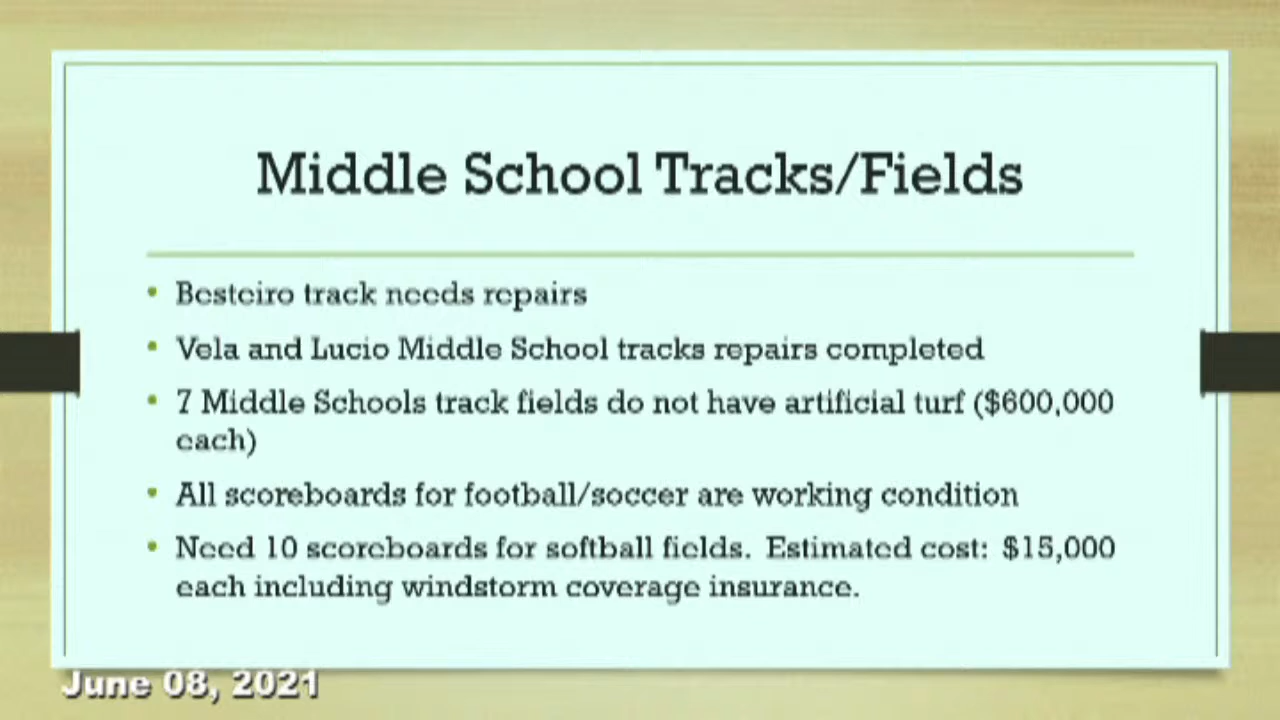 Middle School Tracks/Fields
• Besteiro track needs repairs
• Vela and Lucio Middle School tracks repairs completed
• 7 Middle Schools track fields do not have artificial turf ($600,000
each)
• All scoreboards for football/soccer are working condition
• Need 10 scoreboards for softball fields. Estimated cost: $15,000
each including windstorm coverage insurance.
June 08, 2021